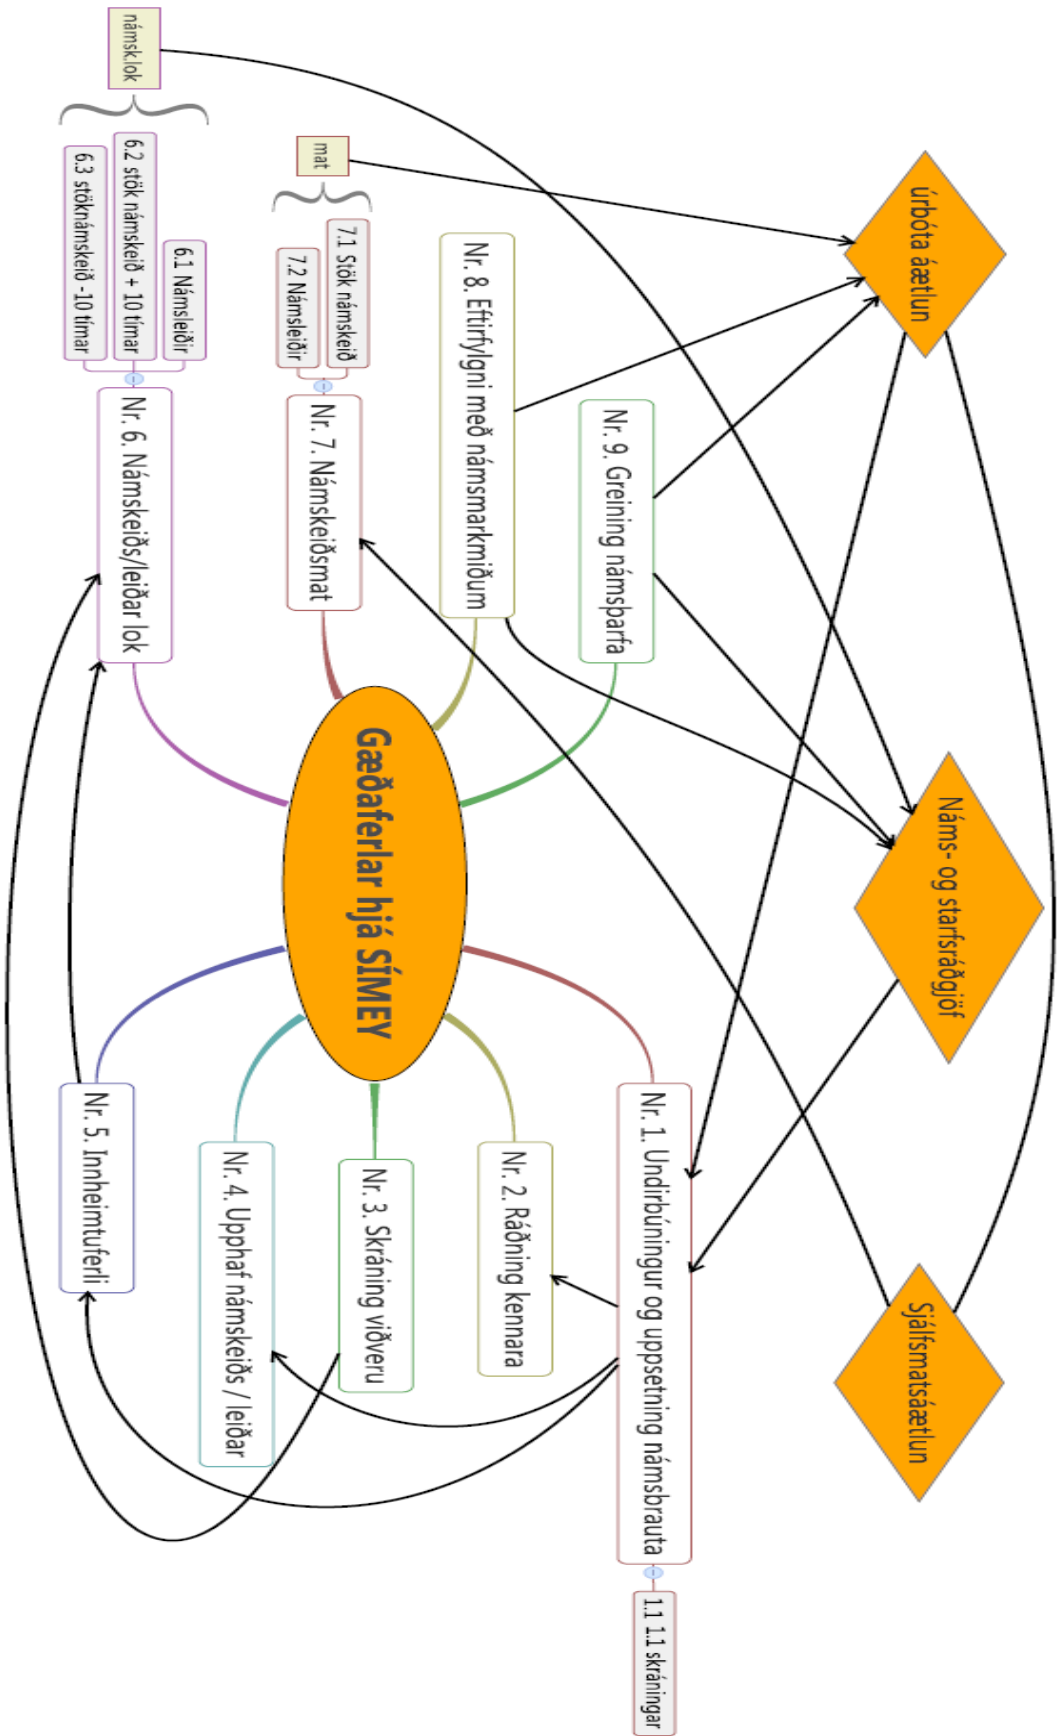 úrbóta áætlun
Náms- og starfsráðgjöf
Sjálfsmatsáætlun
Nr. 9. Greining námsþarfa
Nr. 1. Undirbúningur og uppsetning námsbrauta
1.1 1.1 skráningar
Nr. 8. Eftirfylgni með námsmarkmiðum
Nr. 2. Ráðning kennara
mat
7.1 Stök námskeið
7.2 Námsleiðir
Nr. 7. Námskeiðsmat
Gæðaferlar hjá SÍMEY
Nr. 3. Skráning viðveru
Nr. 4. Upphaf námskeiðs / leiðar
námsk.lok
6.1 Námsleiðir
6.2 stök námskeið + 10 tímar
6.3 stöknámskeið -10 tímar
Nr. 6. Námskeiðs/leiðar lok
Nr. 5. Innheimtuferli